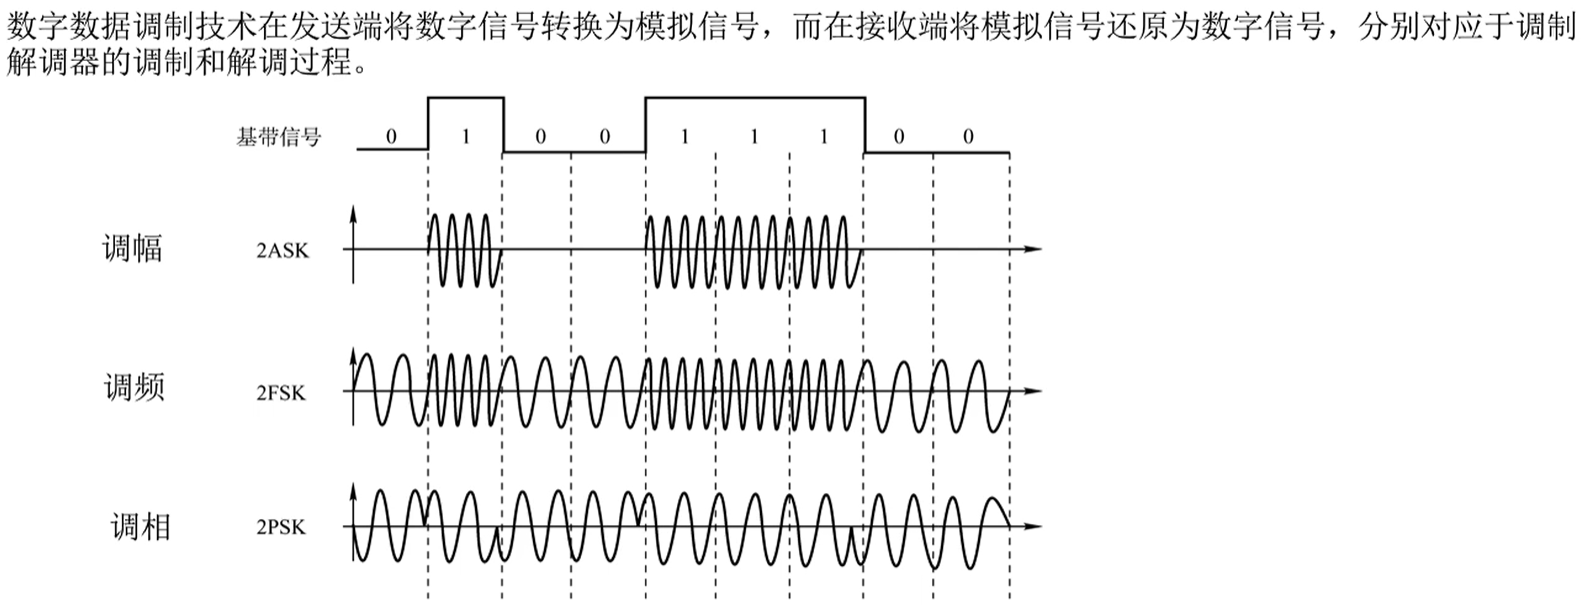 数字数据调制技术在发送端将数字信号转换为模拟信号，而在接收端将模拟信号还原为数字信号，分别对应于调制
解调器的调制和解调过程。
基带信号 0 1 0 0 1 1 1 0 0
调幅 2ASK
调频 2FSK
调相 2PSK